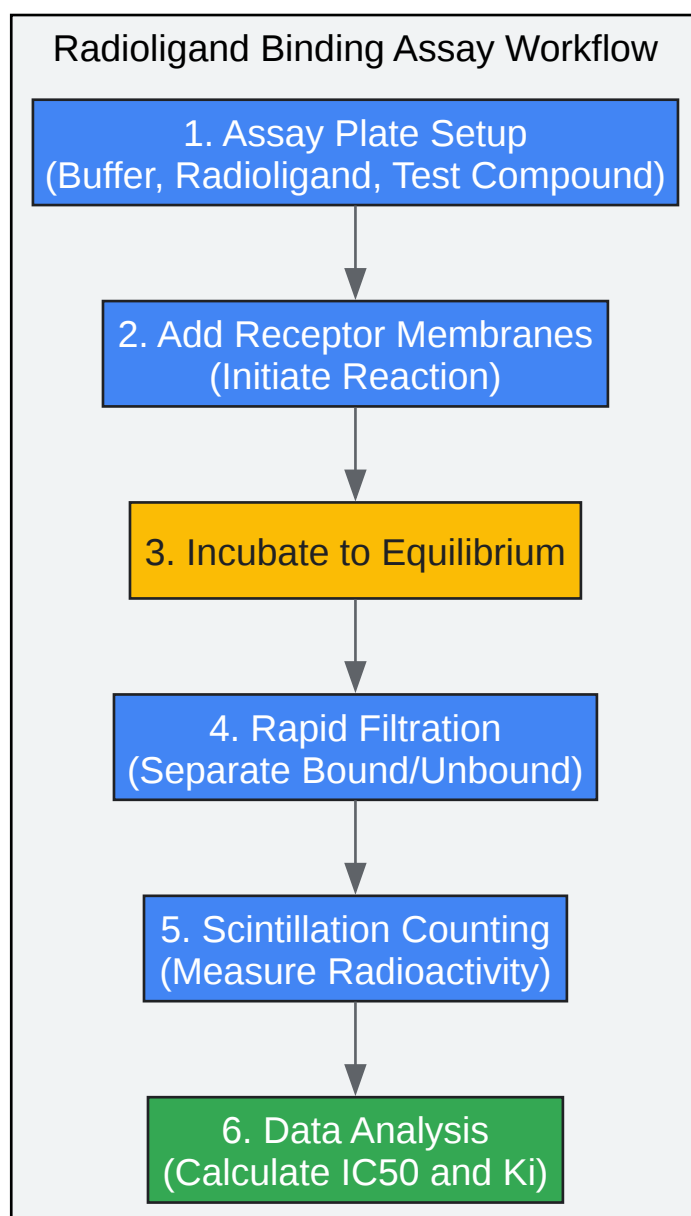 Radioligand Binding Assay Workflow
1. Assay Plate Setup
(Buffer, Radioligand, Test Compound)
2. Add Receptor Membranes
(Initiate Reaction)
3. Incubate to Equilibrium
4. Rapid Filtration
(Separate Bound/Unbound)
5. Scintillation Counting
(Measure Radioactivity)
6. Data Analysis
(Calculate IC50 and Ki)